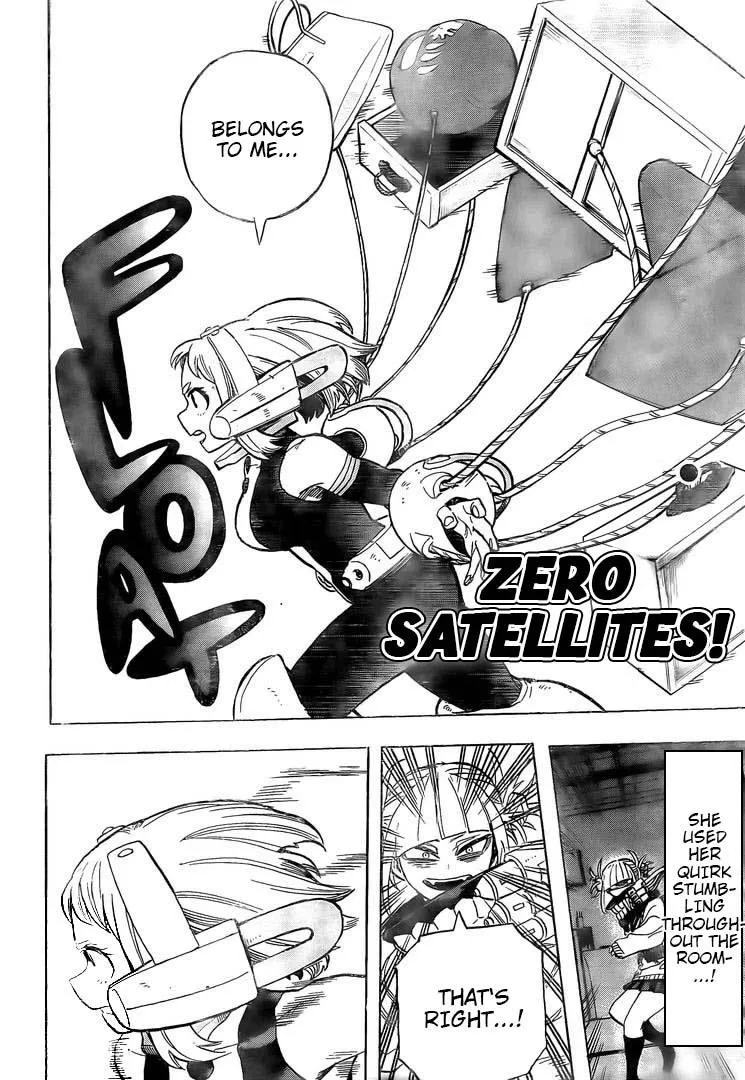 BELONGS
TO ME...
FLOAT
ZERO
SATELLITES!
SHE
USED
HER
QUIRK
STUMB-
LING
THROUGH-
OUT THE
ROOM-
...!
THAT'S
RIGHT...!